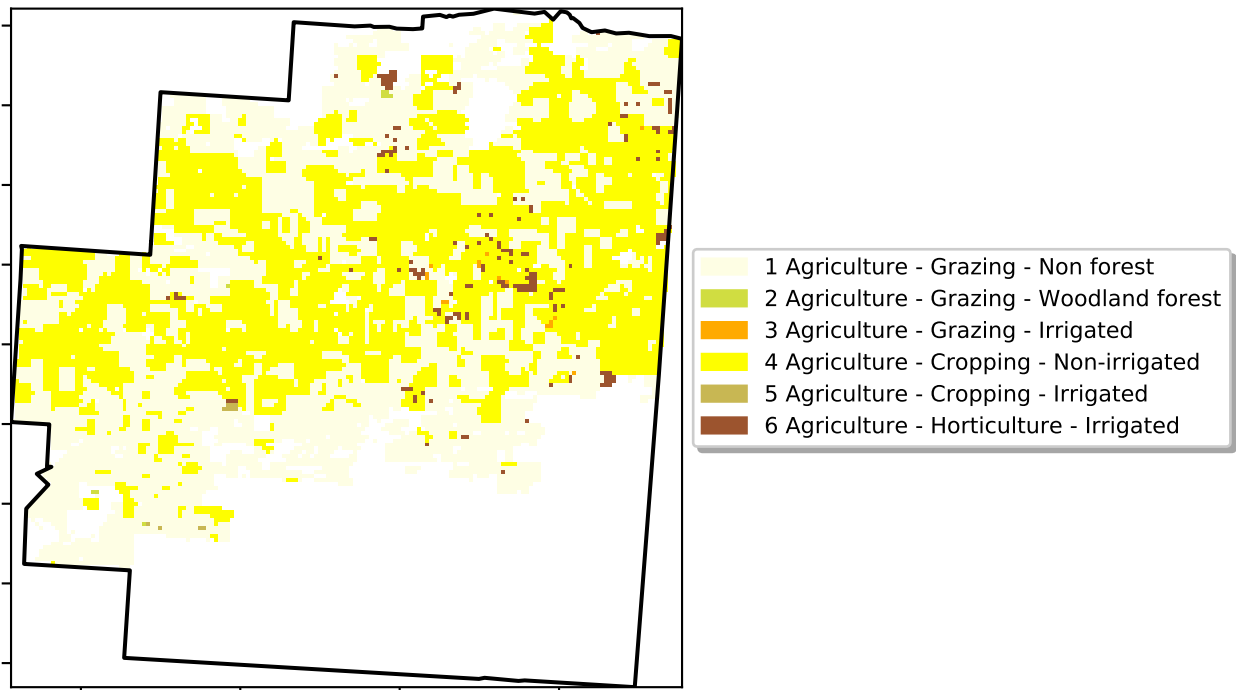 1 Agriculture - Grazing - Non forest
2 Agriculture - Grazing - Woodland forest
3 Agriculture - Grazing - Irrigated
4 Agriculture - Cropping - Non-irrigated
5 Agriculture - Cropping - Irrigated
6 Agriculture - Horticulture - Irrigated